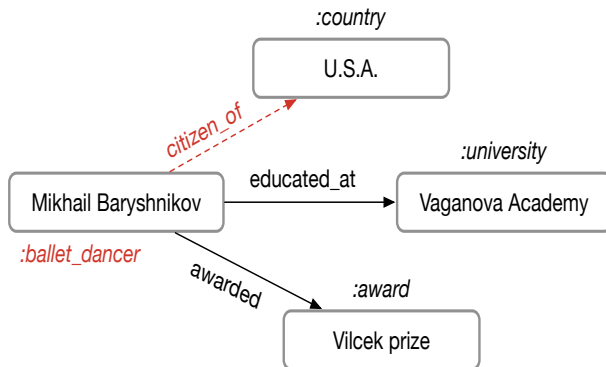 :country
U.S.A.
citizen_of
:university
educated_at
Mikhail Baryshnikov
Vaganova Academy
:ballet_dancer
awarded
:award
Vilcek prize